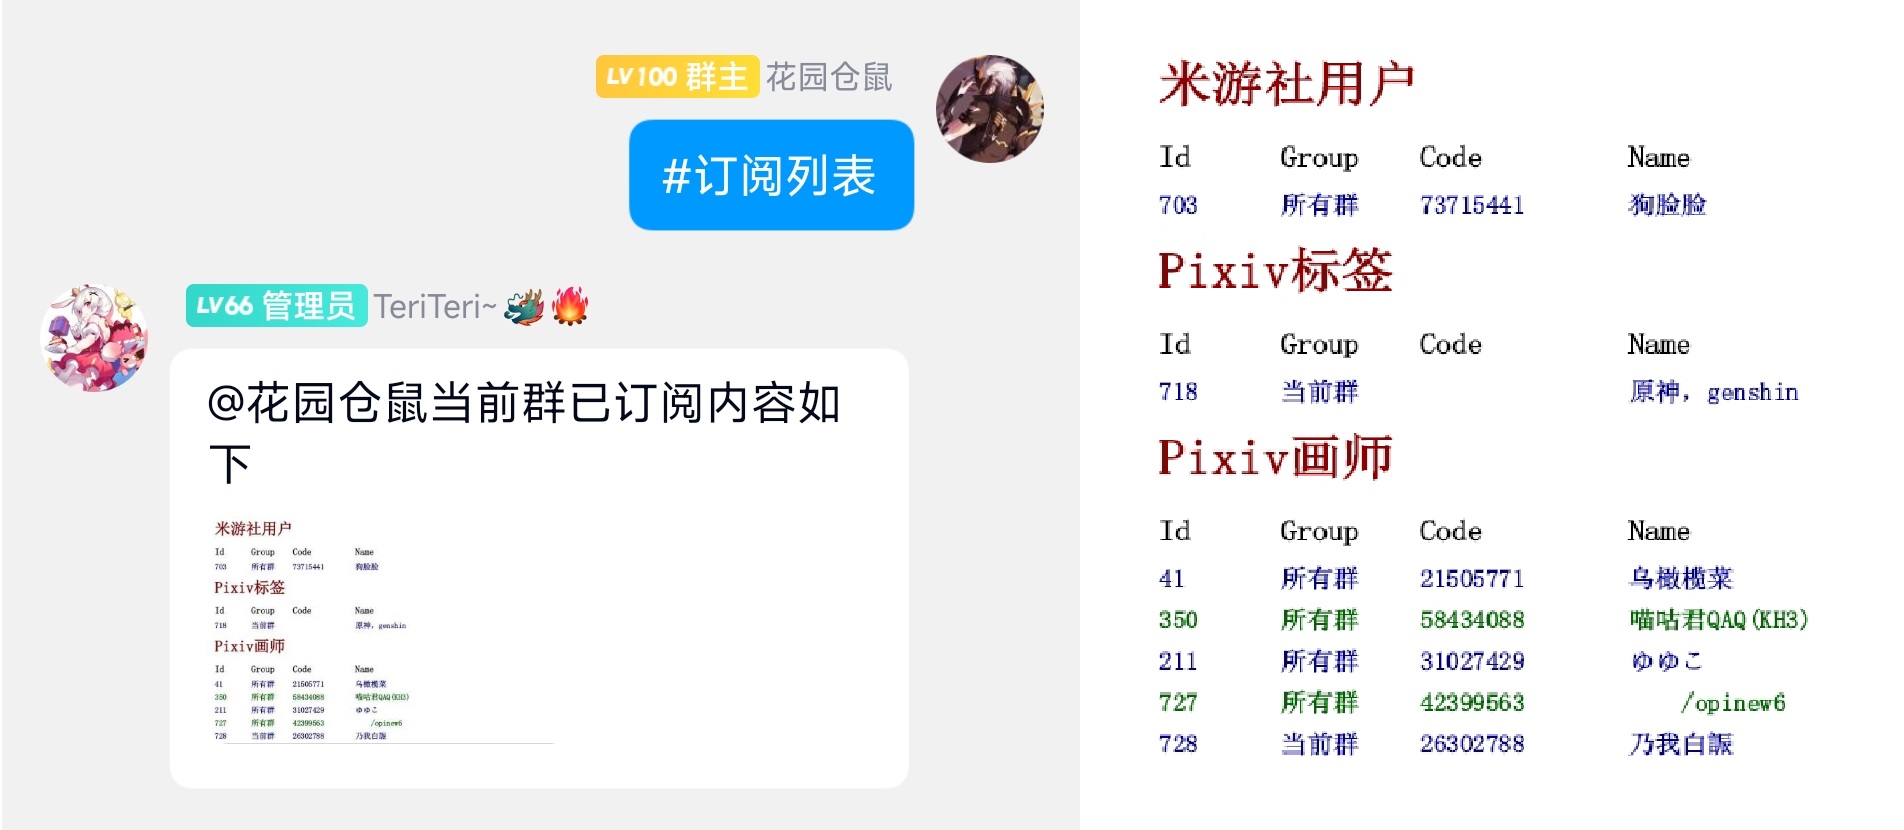 LV100 群主 花园仓鼠
#订阅列表
LV66 管理员 TeriTeri~🐲🔥
@花园仓鼠当前群已订阅内容如
下
米游社用户
Id Group Code Name
703 所有群 73715441 狗脸脸
Pixiv标签
Id Group Code Name
718 当前群 原神，genshin
Pixiv画师
Id Group Code Name
41 所有群 21505771 乌橄榄菜
350 所有群 58434088 喵咕君QAQ(KH3)
211 所有群 31027429 ゆゆこ
727 所有群 42399563 /opinew6
728 当前群 26302788 乃我白
米游社用户
Id Group Code Name
703 所有群 73715441 狗脸脸
Pixiv标签
Id Group Code Name
718 当前群 原神，genshin
Pixiv画师
Id Group Code Name
41 所有群 21505771 乌橄榄菜
350 所有群 58434088 喵咕君QAQ(KH3)
211 所有群 31027429 ゆゆこ
727 所有群 42399563 /opinew6
728 当前群 26302788 乃我白